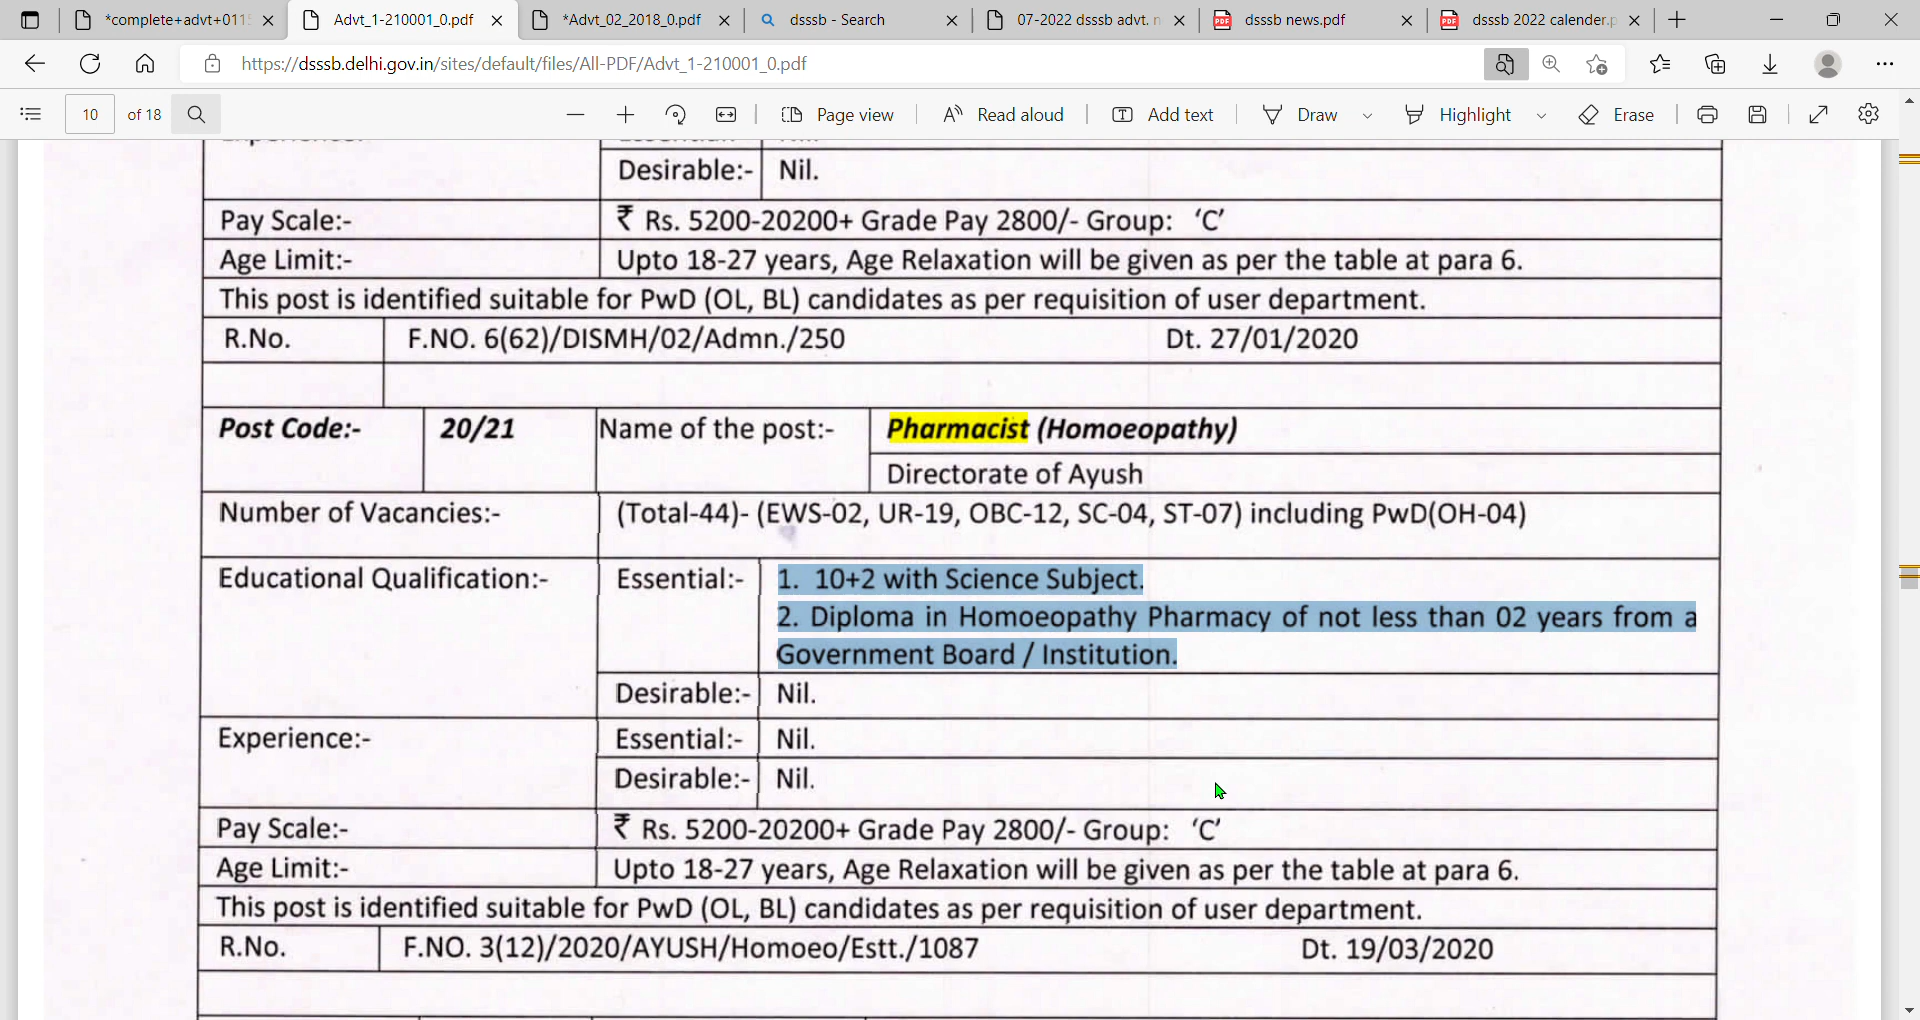 *complete+advt+011
Advt_1-210001_0.pdf
*Advt_02_2018_0.pdf
dsssb - Search
07-2022 dsssb advt. n
dsssb news.pdf
dsssb 2022 calender.p
https://dsssb.delhi.gov.in/sites/default/files/All-PDF/Advt_1-210001_0.pdf
10 of 18
Page view
Read aloud
Add text
Draw
Highlight
Erase
Desirable:- Nil.
Pay Scale:- ₹ Rs. 5200-20200+ Grade Pay 2800/- Group: ‘C’
Age Limit:- Upto 18-27 years, Age Relaxation will be given as per the table at para 6.
This post is identified suitable for PwD (OL, BL) candidates as per requisition of user department.
R.No. F.NO. 6(62)/DISMH/02/Admn./250 Dt. 27/01/2020
Post Code:- 20/21 Name of the post:- Pharmacist (Homoeopathy)
Directorate of Ayush
Number of Vacancies:- (Total-44)- (EWS-02, UR-19, OBC-12, SC-04, ST-07) including PwD(OH-04)
Educational Qualification:- Essential:- 1. 10+2 with Science Subject.
2. Diploma in Homoeopathy Pharmacy of not less than 02 years from a
Government Board / Institution.
Desirable:- Nil.
Experience:- Essential:- Nil.
Desirable:- Nil.
Pay Scale:- ₹ Rs. 5200-20200+ Grade Pay 2800/- Group: ‘C’
Age Limit:- Upto 18-27 years, Age Relaxation will be given as per the table at para 6.
This post is identified suitable for PwD (OL, BL) candidates as per requisition of user department.
R.No. F.NO. 3(12)/2020/AYUSH/Homoeo/Estt./1087 Dt. 19/03/2020